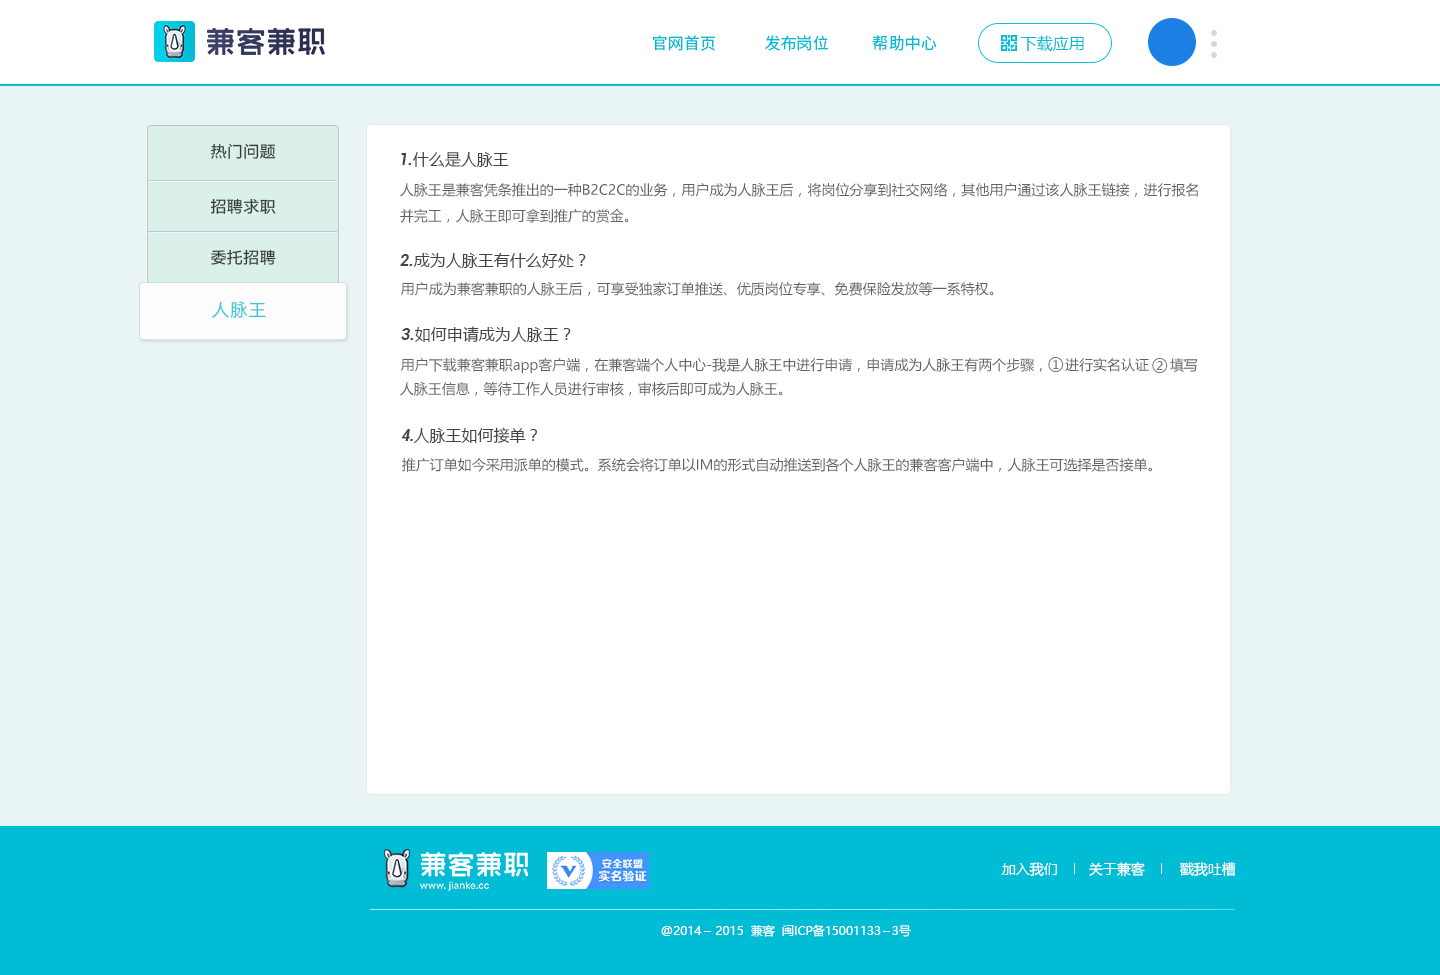 兼客兼职
官网首页
发布岗位
帮助中心
下载应用
热门问题
招聘求职
委托招聘
人脉王
1.什么是人脉王
人脉王是兼客凭条推出的一种B2C2C的业务，用户成为人脉王后，将岗位分享到社交网络，其他用户通过该人脉王链接，进行报名
并完工，人脉王即可拿到推广的赏金。
2.成为人脉王有什么好处？
用户成为兼客兼职的人脉王后，可享受独家订单推送、优质岗位专享、免费保险发放等一系特权。
3.如何申请成为人脉王？
用户下载兼客兼职app客户端，在兼客端个人中心-我是人脉王中进行申请，申请成为人脉王有两个步骤，①进行实名认证 ② 填写
人脉王信息，等待工作人员进行审核，审核后即可成为人脉王。
4.人脉王如何接单？
推广订单如今采用派单的模式。系统会将订单以IM的形式自动推送到各个人脉王的兼客客户端中，人脉王可选择是否接单。
兼客兼职
www.jianke.cc
安全联盟
实名验证
加入我们 | 关于兼客 | 戳我吐槽
@2014 – 2015 兼客 闽ICP备15001133–3号